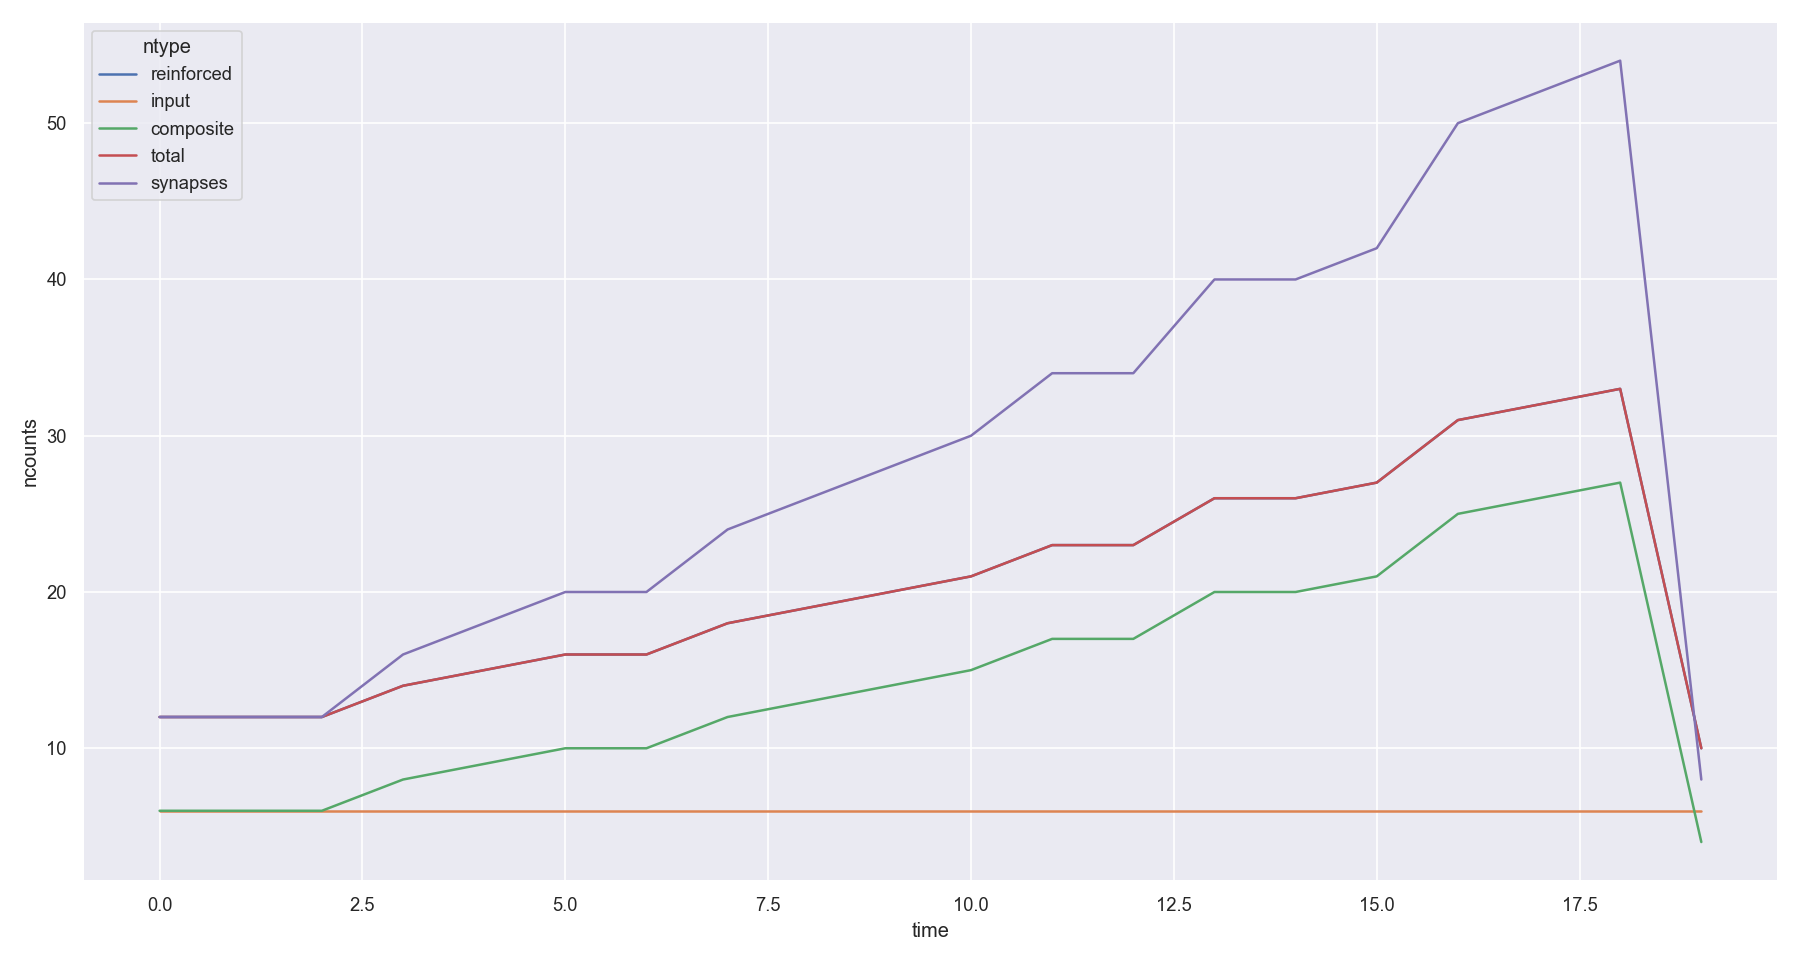 ntype
reinforced
input
composite
total
synapses
50
40
30
20
10
ncounts
0.0 2.5 5.0 7.5 10.0 12.5 15.0 17.5
time